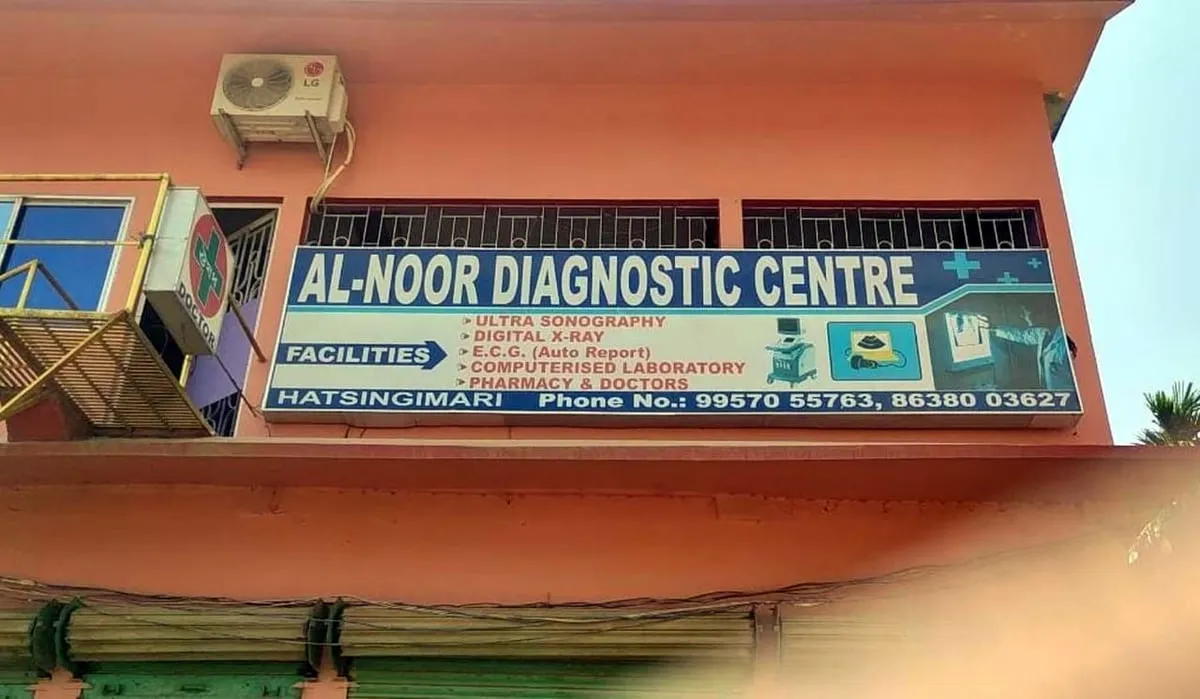 LG
DOCTOR
AL-NOOR DIAGNOSTIC CENTRE
FACILITIES
ULTRA SONOGRAPHY
DIGITAL X-RAY
E.C.G. (Auto Report)
COMPUTERISED LABORATORY
PHARMACY & DOCTORS
HATSINGIMARI Phone No.: 99570 55763, 86380 03627